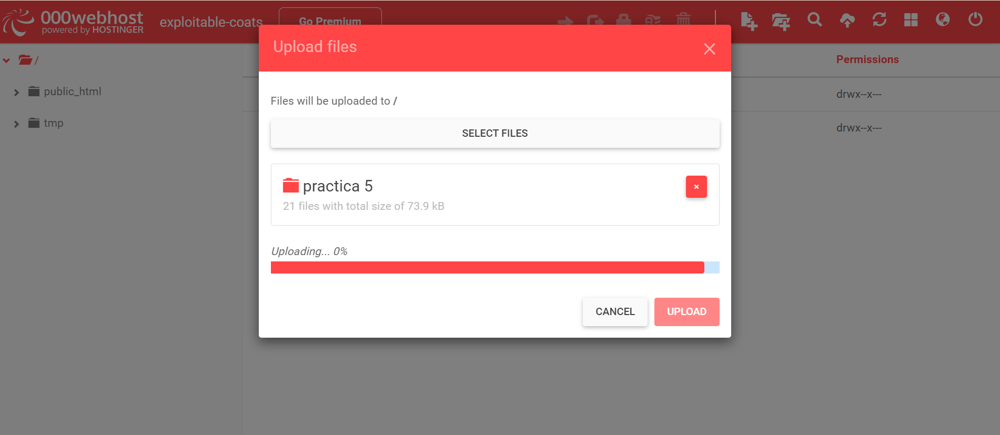 000webhost
powered by HOSTINGER
exploitable-coats
Go Premium
Upload files
/
public_html
tmp
Permissions
drwx--x---
drwx--x---
Files will be uploaded to /
SELECT FILES
practica 5
21 files with total size of 73.9 kB
Uploading... 0%
CANCEL
UPLOAD